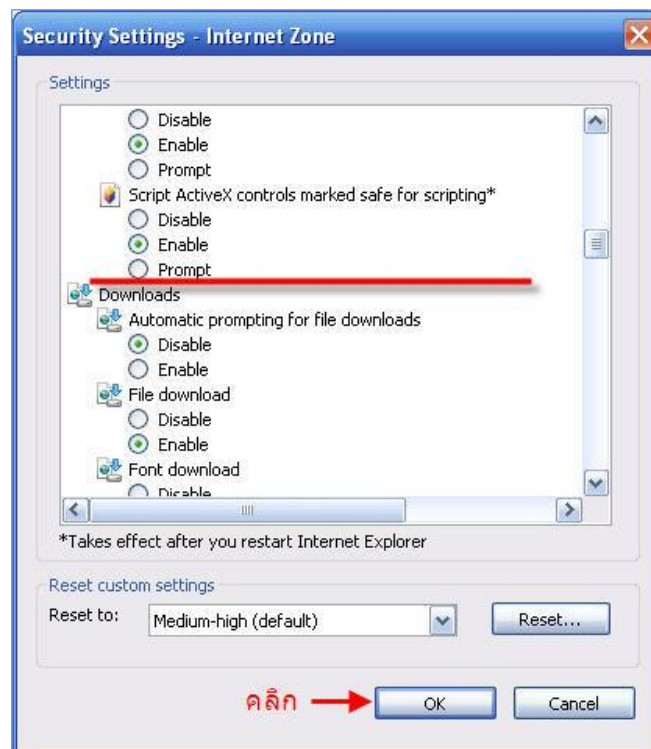 Security Settings - Internet Zone
Settings
Disable
Enable
Prompt
Script ActiveX controls marked safe for scripting*
Disable
Enable
Prompt
Downloads
Automatic prompting for file downloads
Disable
Enable
File download
Disable
Enable
Font download
Disable
*Takes effect after you restart Internet Explorer
Reset custom settings
Reset to: Medium-high (default) Reset...
คลิก OK Cancel